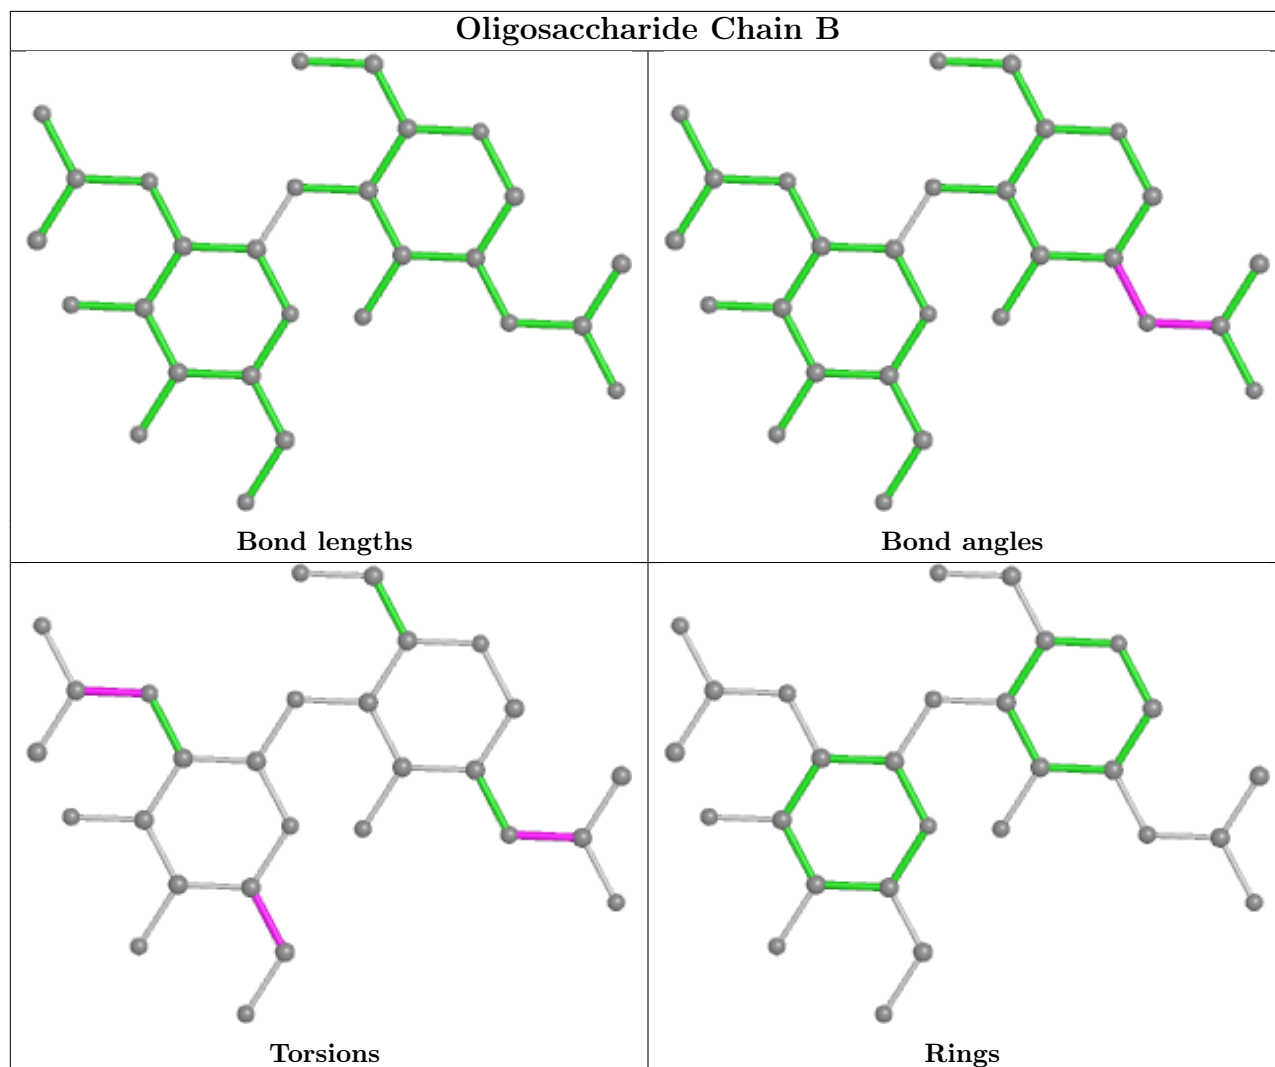 Oligosaccharide Chain B
Bond lengths
Bond angles
Torsions
Rings